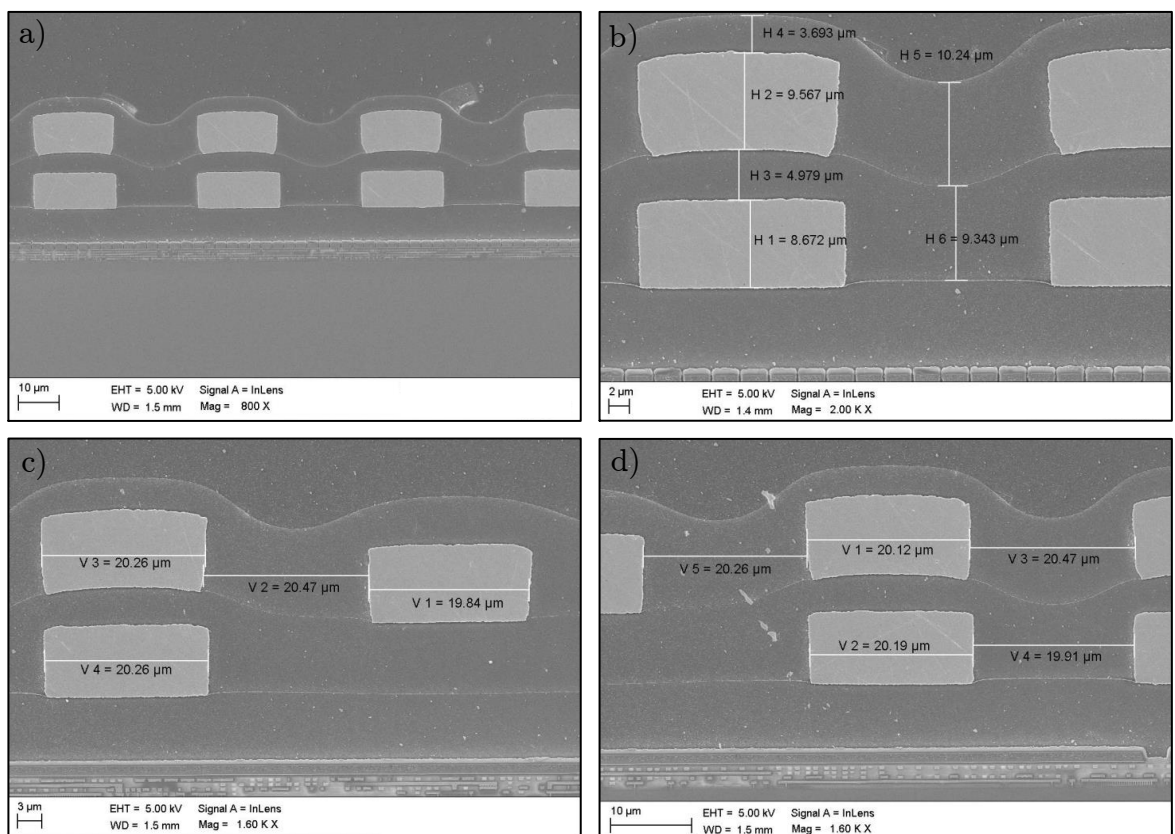 a)
10 µm
EHT = 5.00 kV Signal A = InLens
WD = 1.5 mm Mag = 800 X
b)
H 4 = 3.693 µm
H 5 = 10.24 µm
H 2 = 9.567 µm
H 3 = 4.979 µm
H 1 = 8.672 µm
H 6 = 9.343 µm
2 µm
EHT = 5.00 kV Signal A = InLens
WD = 1.4 mm Mag = 2.00 K X
c)
V 3 = 20.26 µm
V 2 = 20.47 µm
V 1 = 19.84 µm
V 4 = 20.26 µm
3 µm
EHT = 5.00 kV Signal A = InLens
WD = 1.5 mm Mag = 1.60 K X
d)
V 1 = 20.12 µm
V 3 = 20.47 µm
V 5 = 20.26 µm
V 2 = 20.19 µm
V 4 = 19.91 µm
10 µm
EHT = 5.00 kV Signal A = InLens
WD = 1.5 mm Mag = 1.60 K X